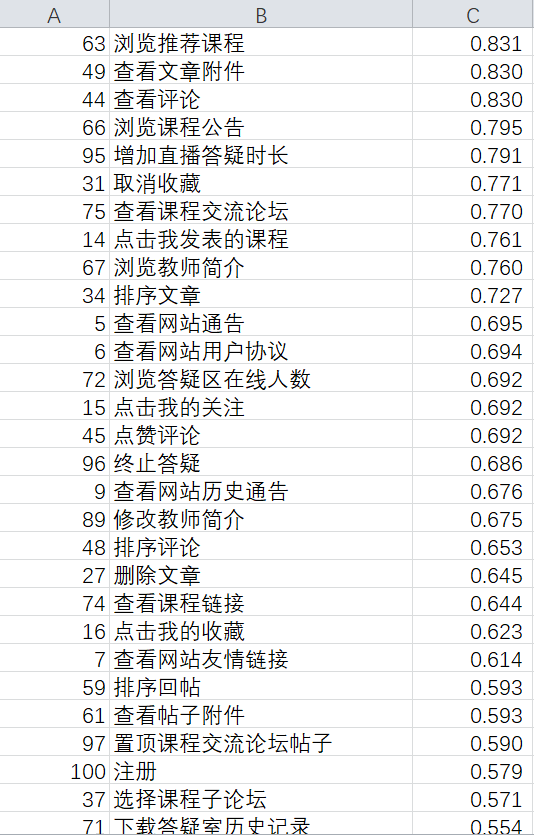 A B C
63 浏览推荐课程 0.831
49 查看文章附件 0.830
44 查看评论 0.830
66 浏览课程公告 0.795
95 增加直播答疑时长 0.791
31 取消收藏 0.771
75 查看课程交流论坛 0.770
14 点击我发表的课程 0.761
67 浏览教师简介 0.760
34 排序文章 0.727
5 查看网站通告 0.695
6 查看网站用户协议 0.694
72 浏览答疑区在线人数 0.692
15 点击我的关注 0.692
45 点赞评论 0.692
96 终止答疑 0.686
9 查看网站历史通告 0.676
89 修改教师简介 0.675
48 排序评论 0.653
27 删除文章 0.645
74 查看课程链接 0.644
16 点击我的收藏 0.623
7 查看网站友情链接 0.614
59 排序回帖 0.593
61 查看帖子附件 0.593
97 置顶课程交流论坛帖子 0.590
100 注册 0.579
37 选择课程子论坛 0.571
71 下载答疑室历史记录 0.554